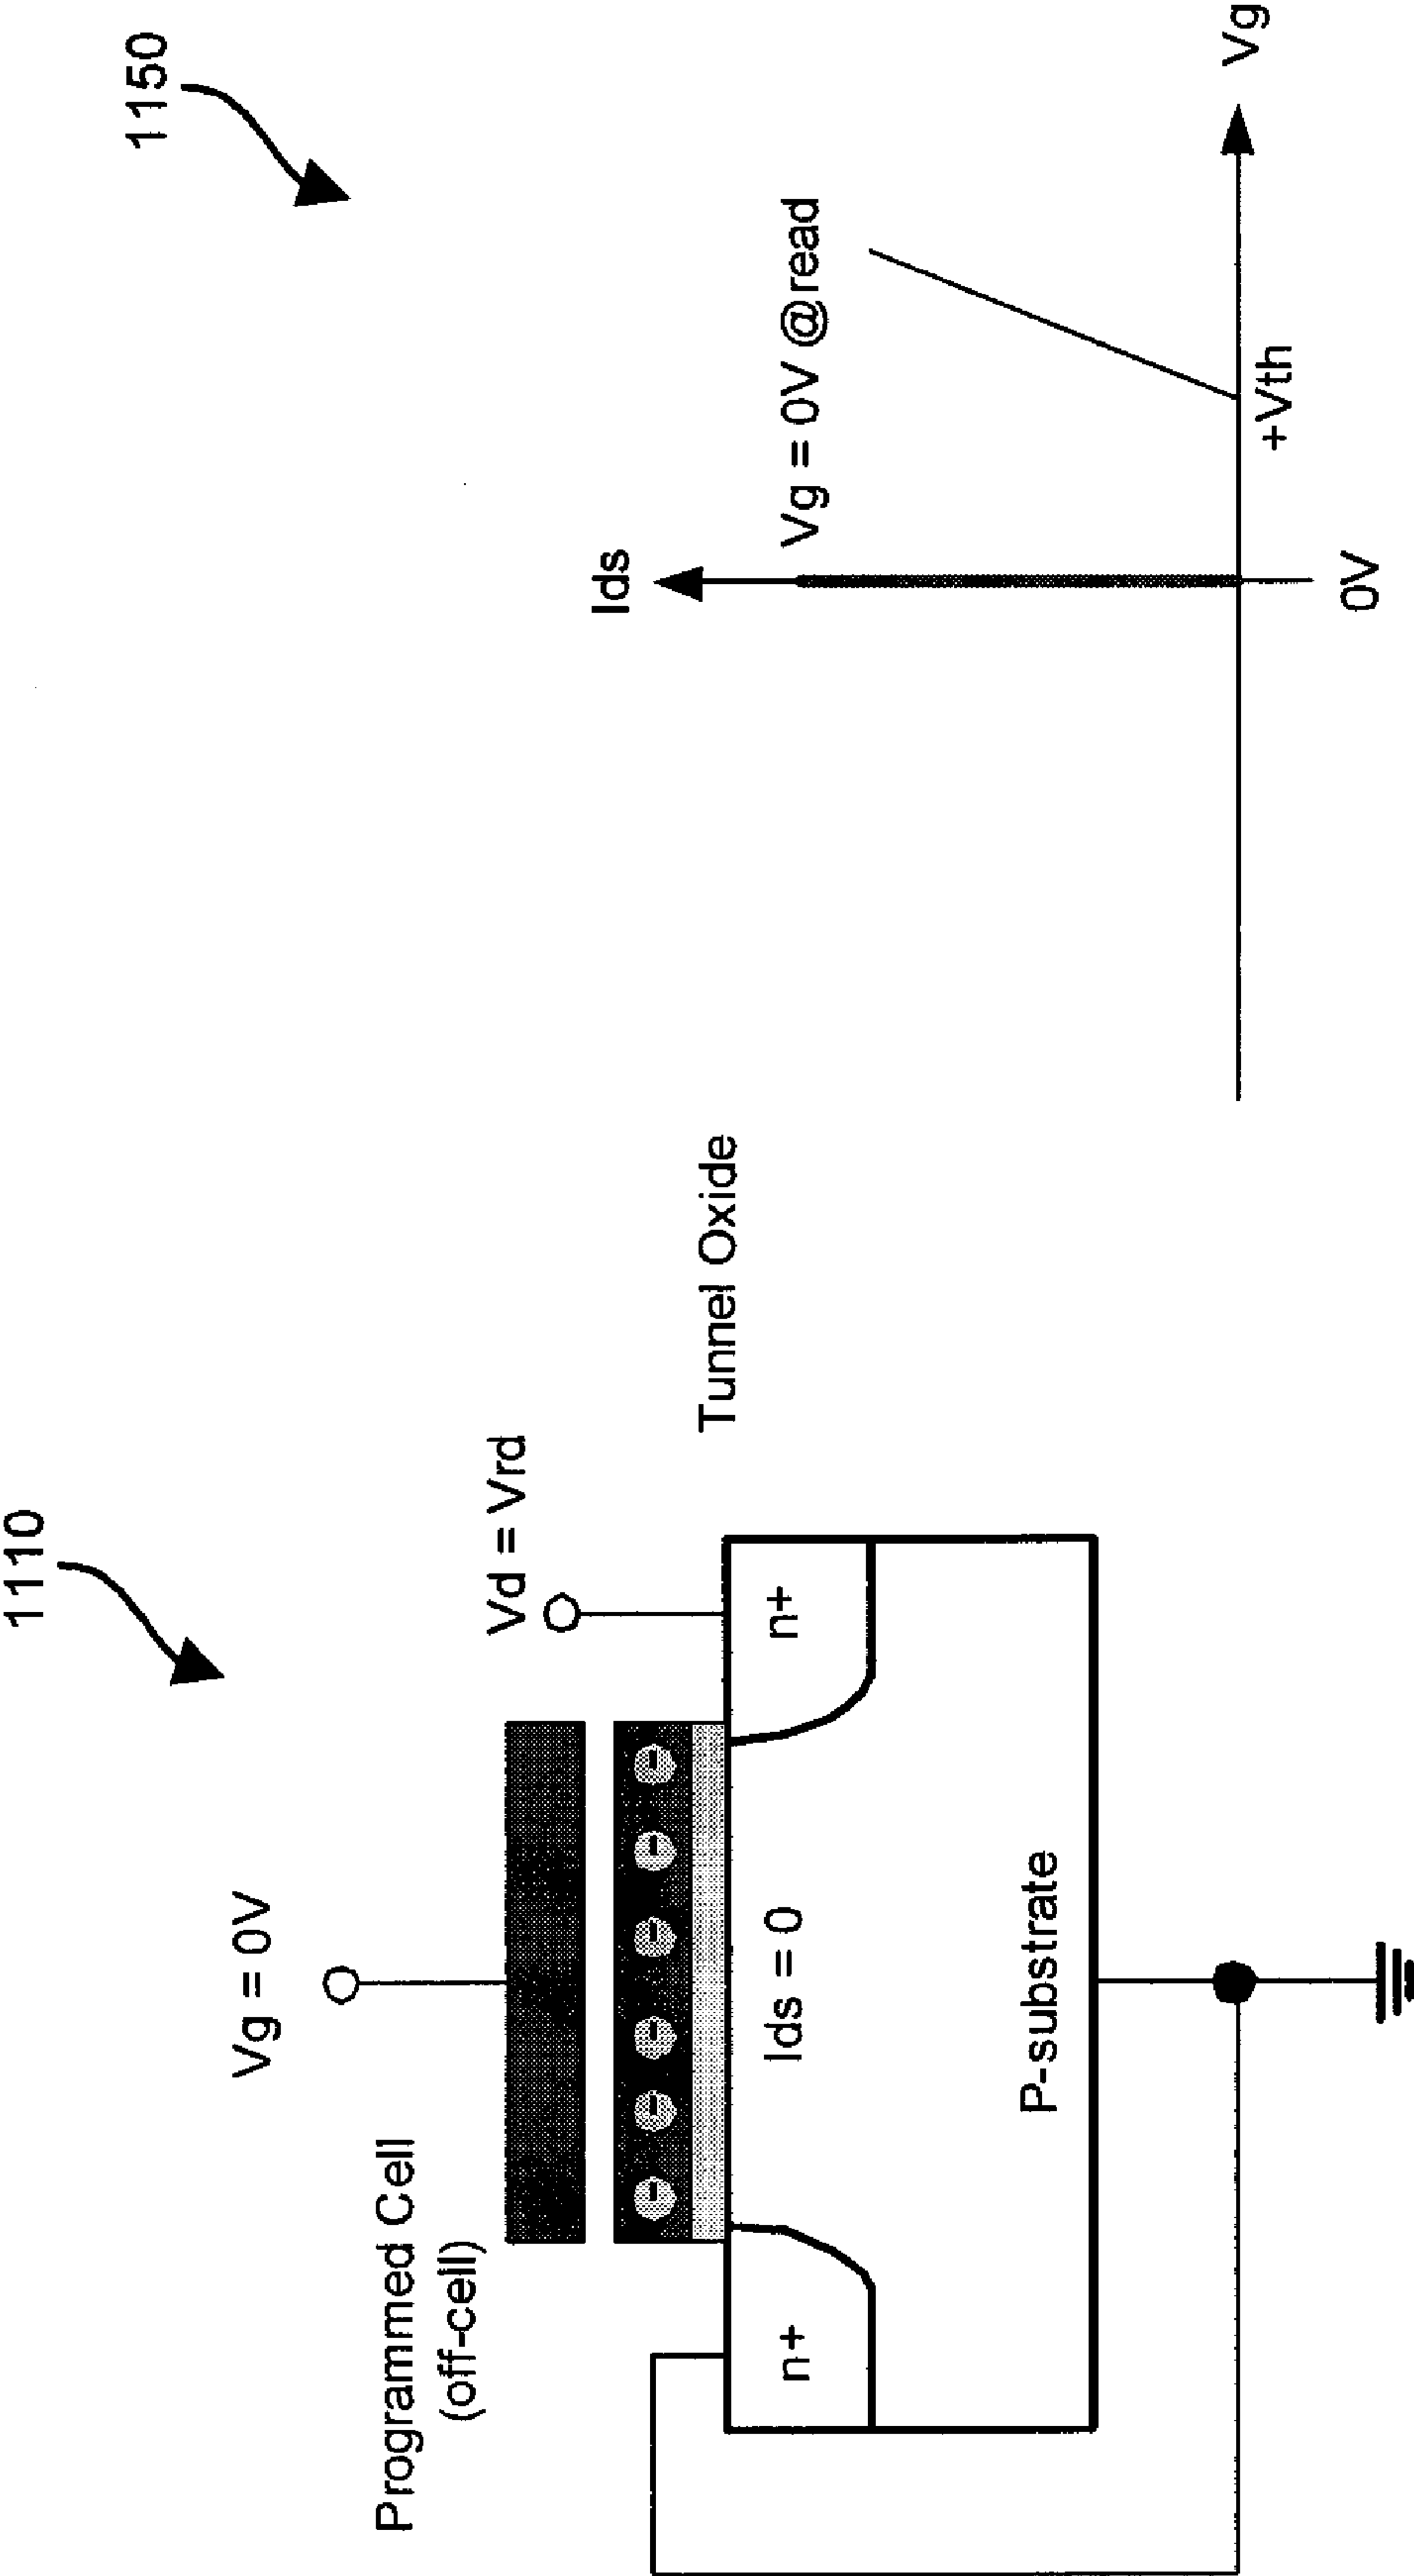 1110
Programmed Cell
(off-cell)
Vg = 0V
Vd = Vrd
- - - - - -
Tunnel Oxide
n+
Ids = 0
n+
P-substrate
1150
Ids
Vg = 0V @read
Vg
+Vth
0V